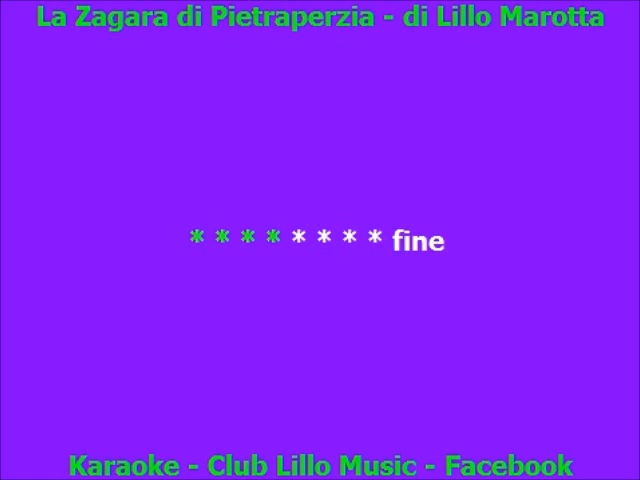 La Zagara di Pietraperzia - di Lillo Marotta
* * * * * * * * fine
Karaoke - Club Lillo Music - Facebook